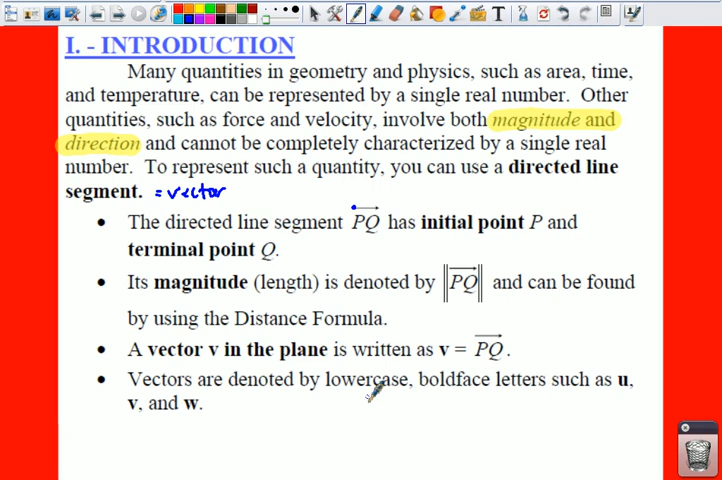 I. - INTRODUCTION
Many quantities in geometry and physics, such as area, time,
and temperature, can be represented by a single real number. Other
quantities, such as force and velocity, involve both magnitude and
direction and cannot be completely characterized by a single real
number. To represent such a quantity, you can use a directed line
segment. = vector
• The directed line segment $\overrightarrow{PQ}$ has initial point P and
terminal point Q.
• Its magnitude (length) is denoted by $\|\overrightarrow{PQ}\|$ and can be found
by using the Distance Formula.
• A vector v in the plane is written as v = $\overrightarrow{PQ}$.
• Vectors are denoted by lowercase, boldface letters such as u,
v, and w.